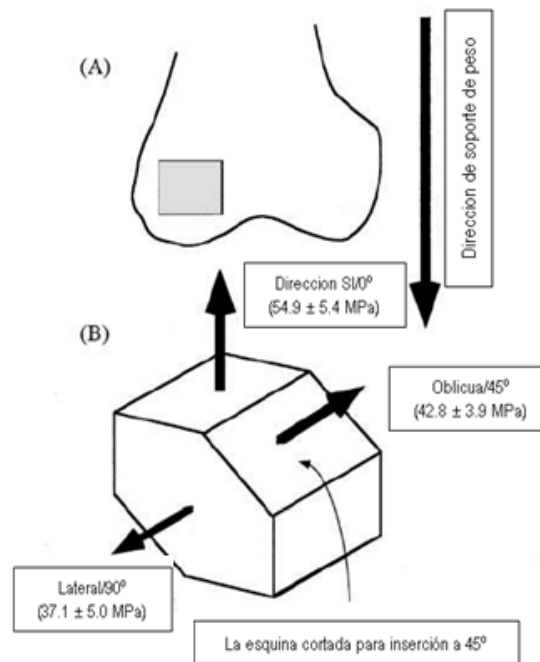 (A)
Direccion de soporte de peso
Direccion SI/0º
(54.9 ± 5.4 MPa)
(B)
Oblicua/45º
(42.8 ± 3.9 MPa)
Lateral/90º
(37.1 ± 5.0 MPa)
La esquina cortada para inserción a 45º